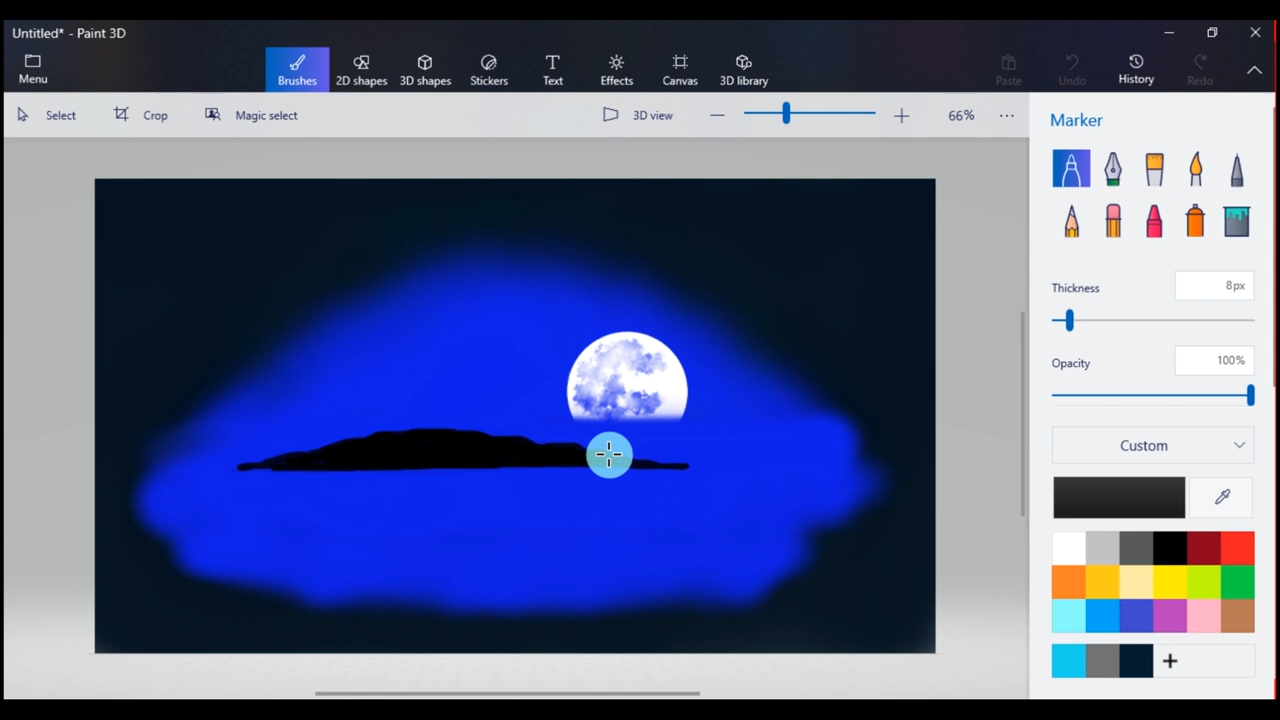 Untitled* - Paint 3D
Menu
Brushes
2D shapes
3D shapes
Stickers
Text
Effects
Canvas
3D library
Paste
Undo
History
Redo
Select
Crop
Magic select
3D view
66%
Marker
Thickness
8px
Opacity
100%
Custom